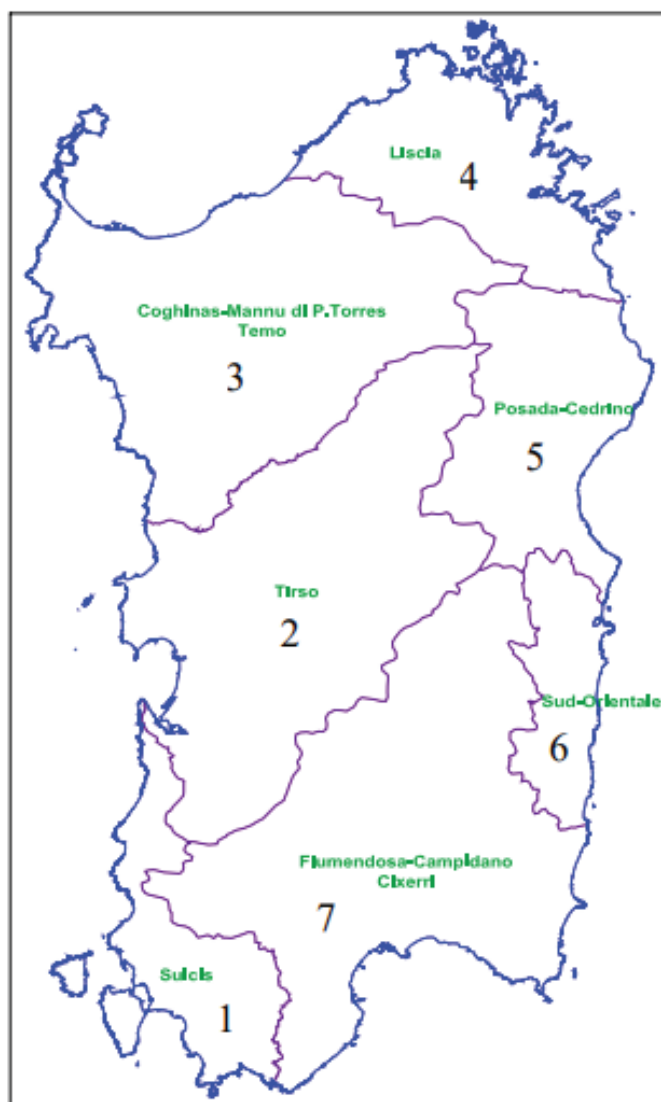 Liscia
4
Coghinas-Mannu di P.Torres
Temo
3
Posada-Cedrino
5
Tirso
2
Sud-Orientale
6
Flumendosa-Campidano
Cixerri
7
Sulcis
1